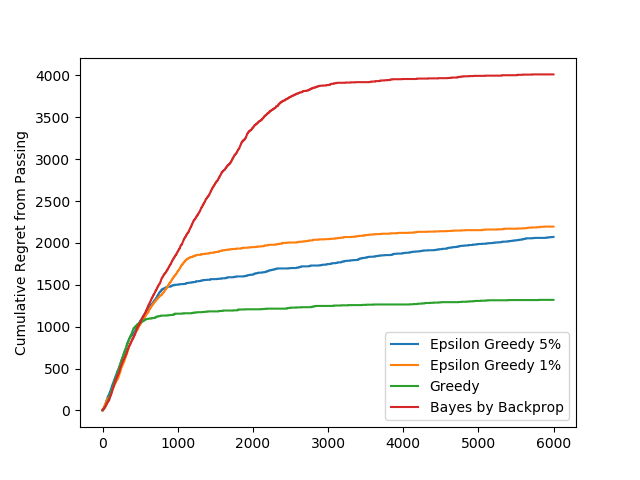 Cumulative Regret from Passing
4000
3500
3000
2500
2000
1500
1000
500
0
0 1000 2000 3000 4000 5000 6000
Epsilon Greedy 5%
Epsilon Greedy 1%
Greedy
Bayes by Backprop